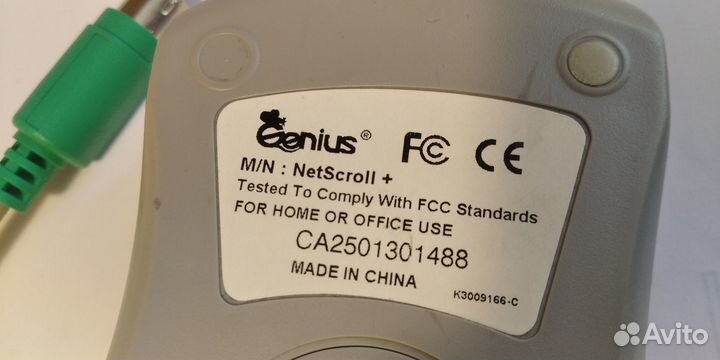 Genius® FC CE
M/N : NetScroll +
Tested To Comply With FCC Standards
FOR HOME OR OFFICE USE
CA2501301488
MADE IN CHINA
K3009166-C
Avito